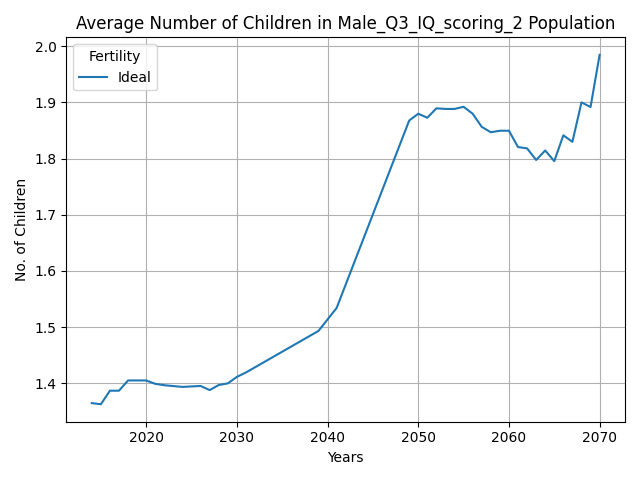 Average Number of Children in Male_Q3_IQ_scoring_2 Population
Fertility
Ideal
2.0
1.9
1.8
1.7
1.6
1.5
1.4
No. of Children
2020 2030 2040 2050 2060 2070
Years